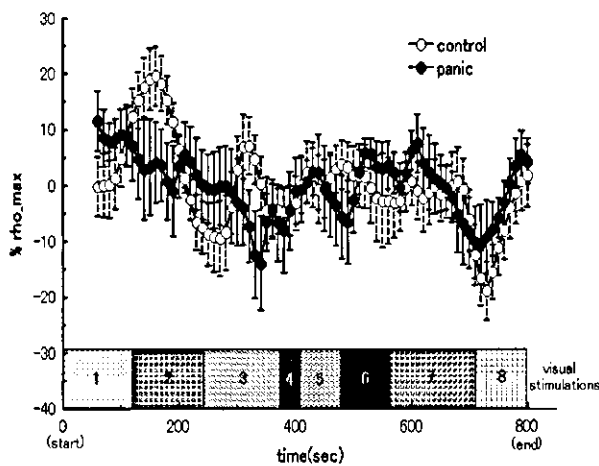 30
control
panic
20
10
0
-10
-20
-30
-40
% rho_max
1 2 3 4 5 6 7 8
visual
stimulations
0 200 400 600 800
(start) (end)
time(sec)